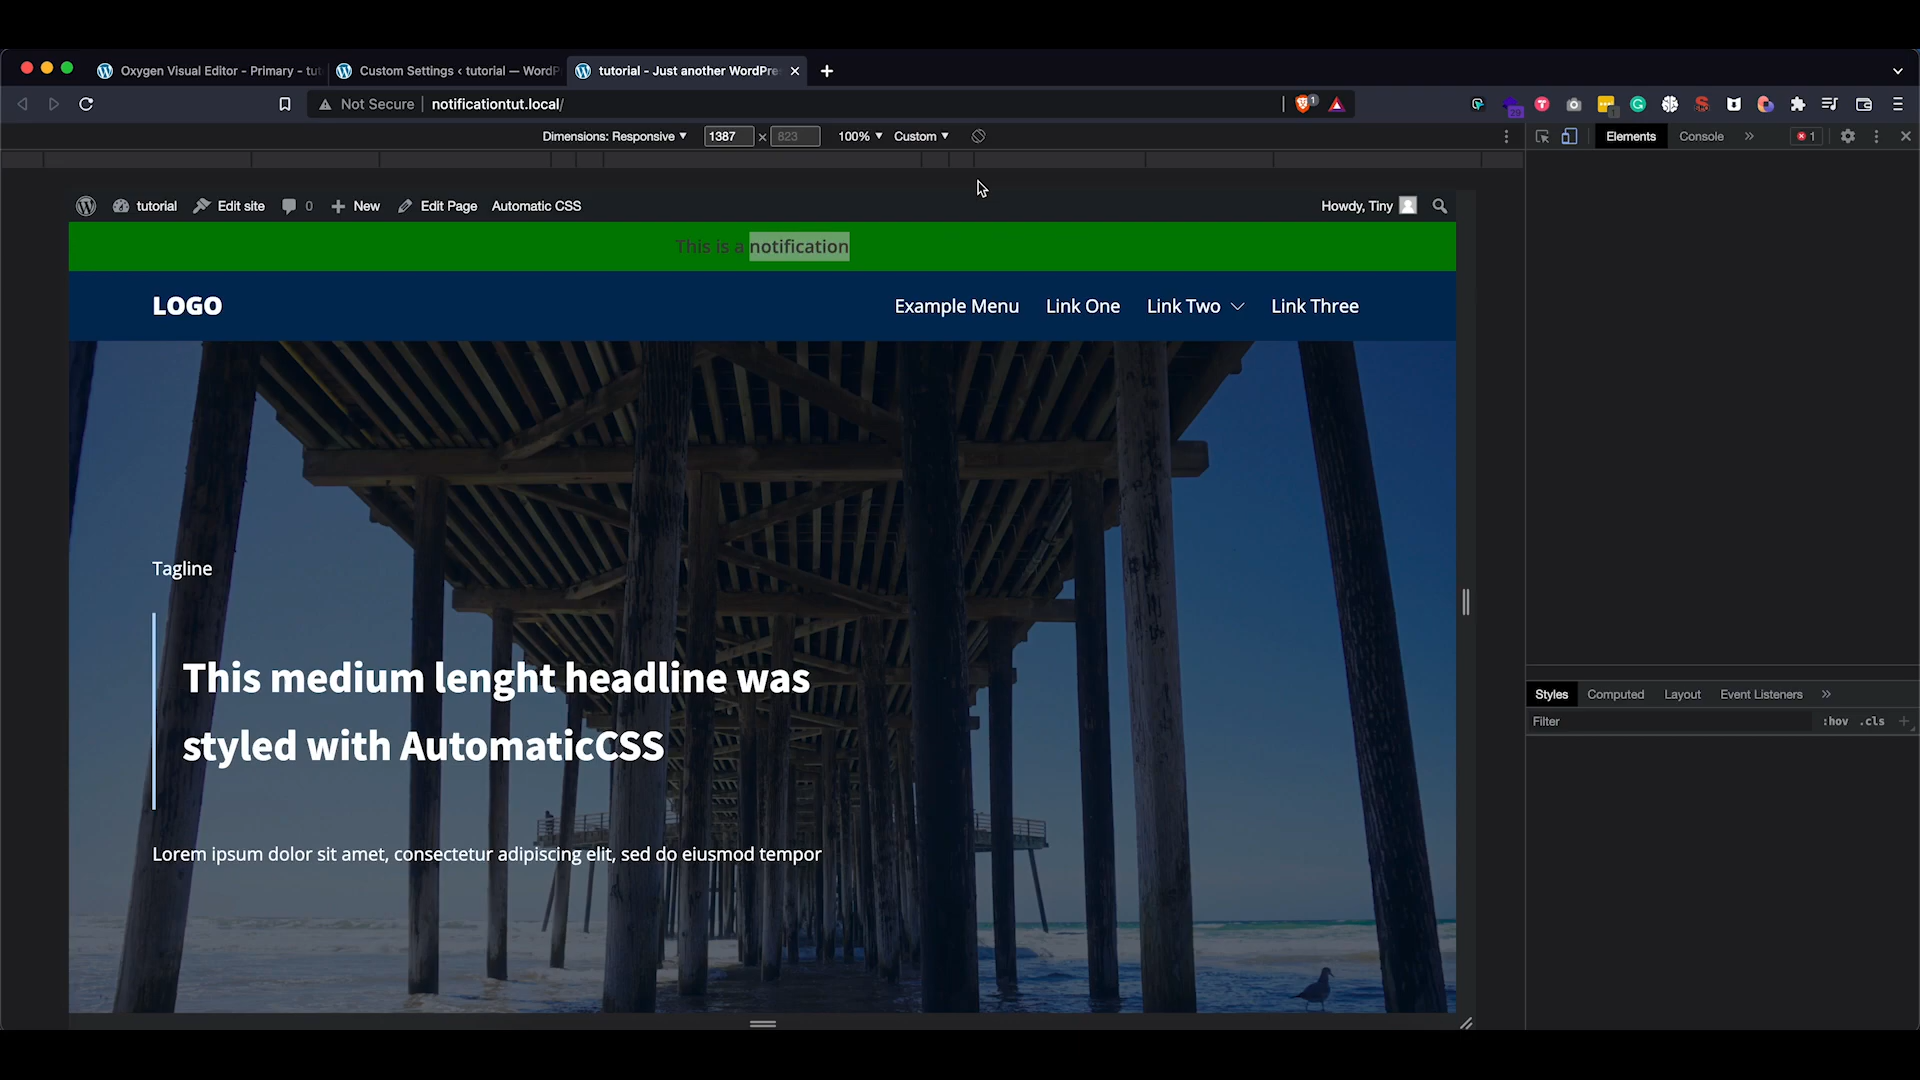 Oxygen Visual Editor - Primary - tut
Custom Settings ‹ tutorial — WordP
tutorial - Just another WordPre
Not Secure
notificationtut.local/
1
29
1
Dimensions: Responsive
1387
×
823
100%
Custom
Elements
Console
1
tutorial
Edit site
0
New
Edit Page
Automatic CSS
Howdy, Tiny
This is a notification
LOGO
Example Menu
Link One
Link Two
Link Three
Tagline
This medium lenght headline was
styled with AutomaticCSS
Lorem ipsum dolor sit amet, consectetur adipiscing elit, sed do eiusmod tempor
Styles
Computed
Layout
Event Listeners
Filter
:hov
.cls